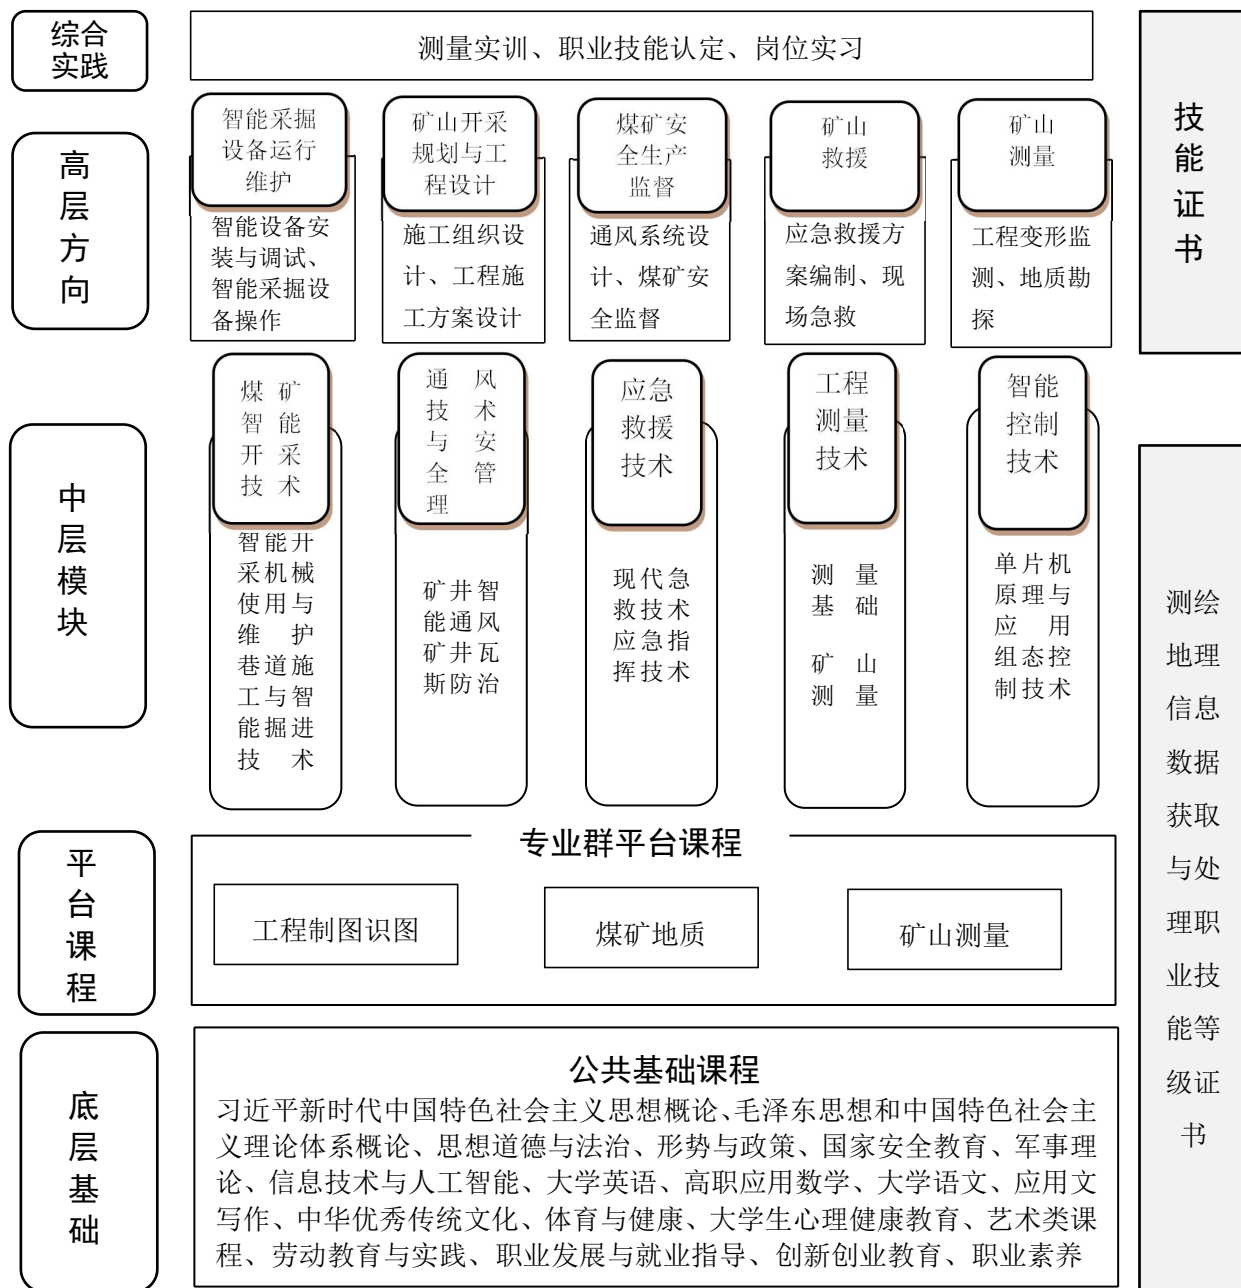 综合
实践
测量实训、职业技能认定、岗位实习
高
层
方
向
智能采掘
设备运行
维护
智能设备安
装与调试、
智能采掘设
备操作
矿山开采
规划与工
程设计
施工组织设
计、工程施
工方案设计
煤矿安
全生产
监督
通风系统设
计、煤矿安
全监督
矿山
救援
应急救援方
案编制、现
场急救
矿山
测量
工程变形监
测、地质勘
探
中
层
模
块
煤矿
智能
开采
技术
智能开
采机械
使用与
维护
巷道施
工与智
能掘进
技术
通风
技术
与安
全管
理
矿井智
能通风
矿井瓦
斯防治
应急
救援
技术
现代急
救技术
应急指
挥技术
工程
测量
技术
测量
基础
矿山
测量
智能
控制
技术
单片机
原理与
应用
组态控
制技术
平
台
课
程
专业群平台课程
工程制图识图
煤矿地质
矿山测量
底
层
基
础
公共基础课程
习近平新时代中国特色社会主义思想概论、毛泽东思想和中国特色社会主
义理论体系概论、思想道德与法治、形势与政策、国家安全教育、军事理
论、信息技术与人工智能、大学英语、高职应用数学、大学语文、应用文
写作、中华优秀传统文化、体育与健康、大学生心理健康教育、艺术类课
程、劳动教育与实践、职业发展与就业指导、创新创业教育、职业素养
技
能
证
书
测绘
地理
信息
数据
获取
与处
理职
业技
能等
级证
书